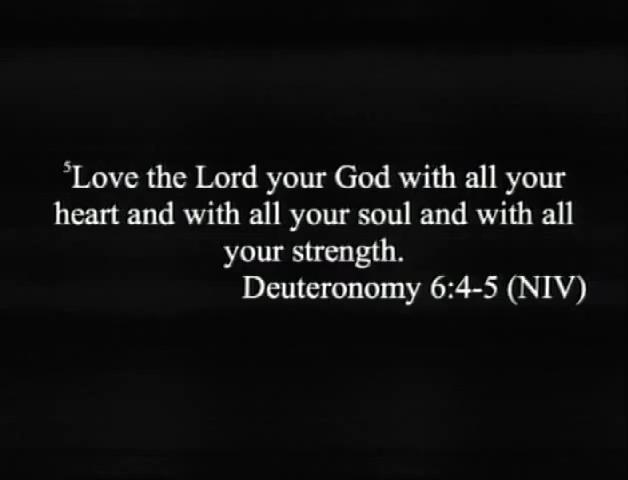 ⁵Love the Lord your God with all your
heart and with all your soul and with all
your strength.
Deuteronomy 6:4-5 (NIV)